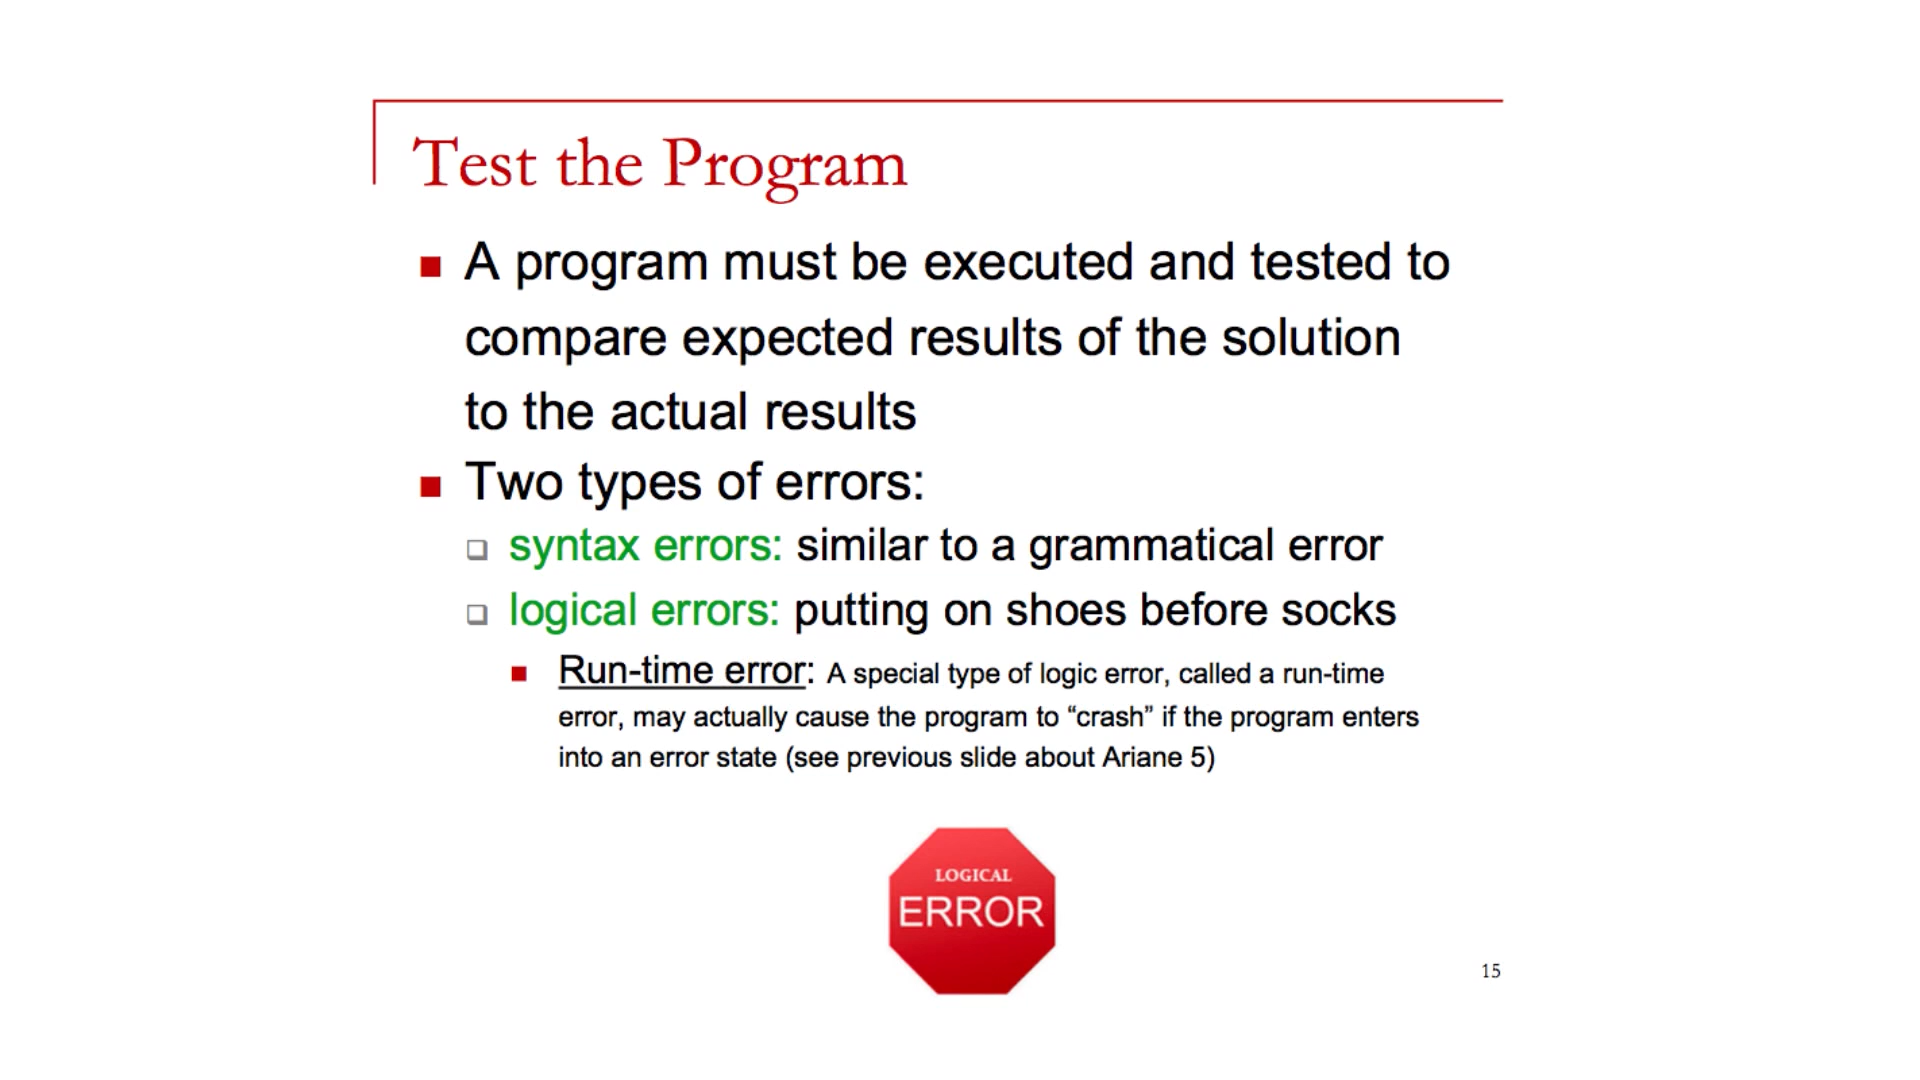 Test the Program
A program must be executed and tested to
compare expected results of the solution
to the actual results
Two types of errors:
syntax errors: similar to a grammatical error
logical errors: putting on shoes before socks
Run-time error: A special type of logic error, called a run-time
error, may actually cause the program to “crash” if the program enters
into an error state (see previous slide about Ariane 5)
LOGICAL
ERROR
15